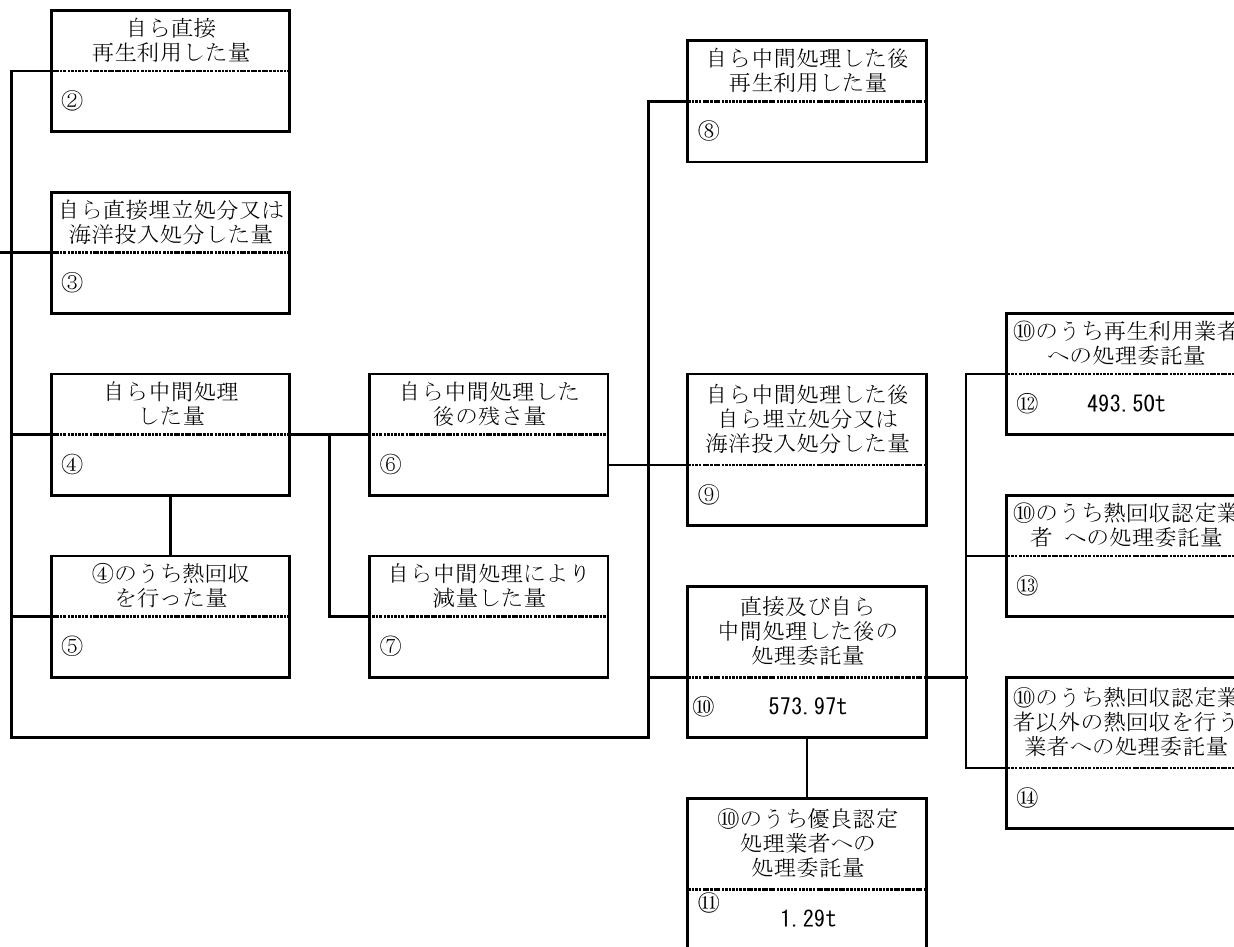 自ら直接
再生利用した量
②
自ら直接埋立処分又は
海洋投入処分した量
③
自ら中間処理
した量
④
④のうち熱回収
を行った量
⑤
自ら中間処理した
後の残さ量
⑥
自ら中間処理により
減量した量
⑦
自ら中間処理した後
再生利用した量
⑧
自ら中間処理した後
自ら埋立処分又は
海洋投入処分した量
⑨
直接及び自ら
中間処理した後の
処理委託量
⑩ 573.97t
⑩のうち優良認定
処理業者への
処理委託量
⑪
1.29t
⑩のうち再生利用業者
への処理委託量
⑫ 493.50t
⑩のうち熱回収認定業
者 への処理委託量
⑬
⑩のうち熱回収認定業
者以外の熱回収を行う
業者への処理委託量
⑭